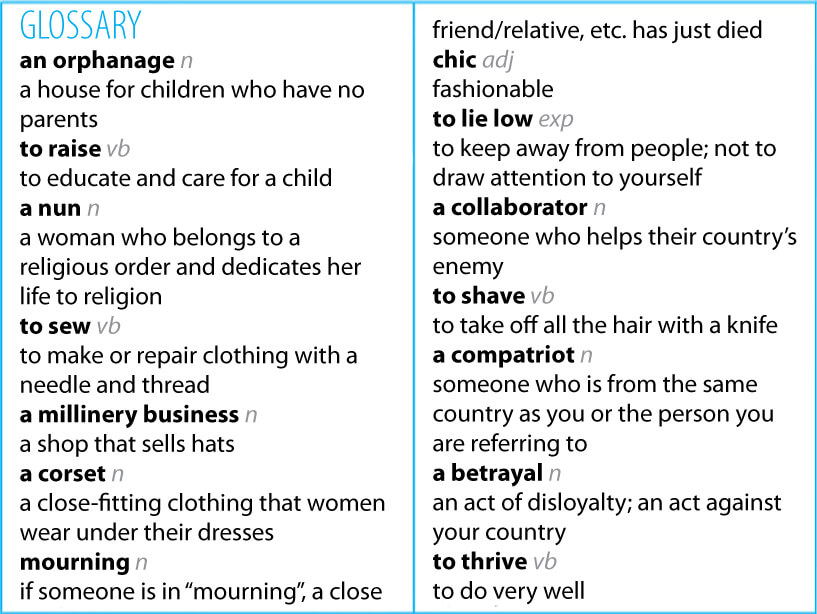 GLOSSARY
an orphanage n
a house for children who have no
parents
to raise vb
to educate and care for a child
a nun n
a woman who belongs to a
religious order and dedicates her
life to religion
to sew vb
to make or repair clothing with a
needle and thread
a millinery business n
a shop that sells hats
a corset n
a close-fitting clothing that women
wear under their dresses
mourning n
if someone is in “mourning”, a close
friend/relative, etc. has just died
chic adj
fashionable
to lie low exp
to keep away from people; not to
draw attention to yourself
a collaborator n
someone who helps their country’s
enemy
to shave vb
to take off all the hair with a knife
a compatriot n
someone who is from the same
country as you or the person you
are referring to
a betrayal n
an act of disloyalty; an act against
your country
to thrive vb
to do very well